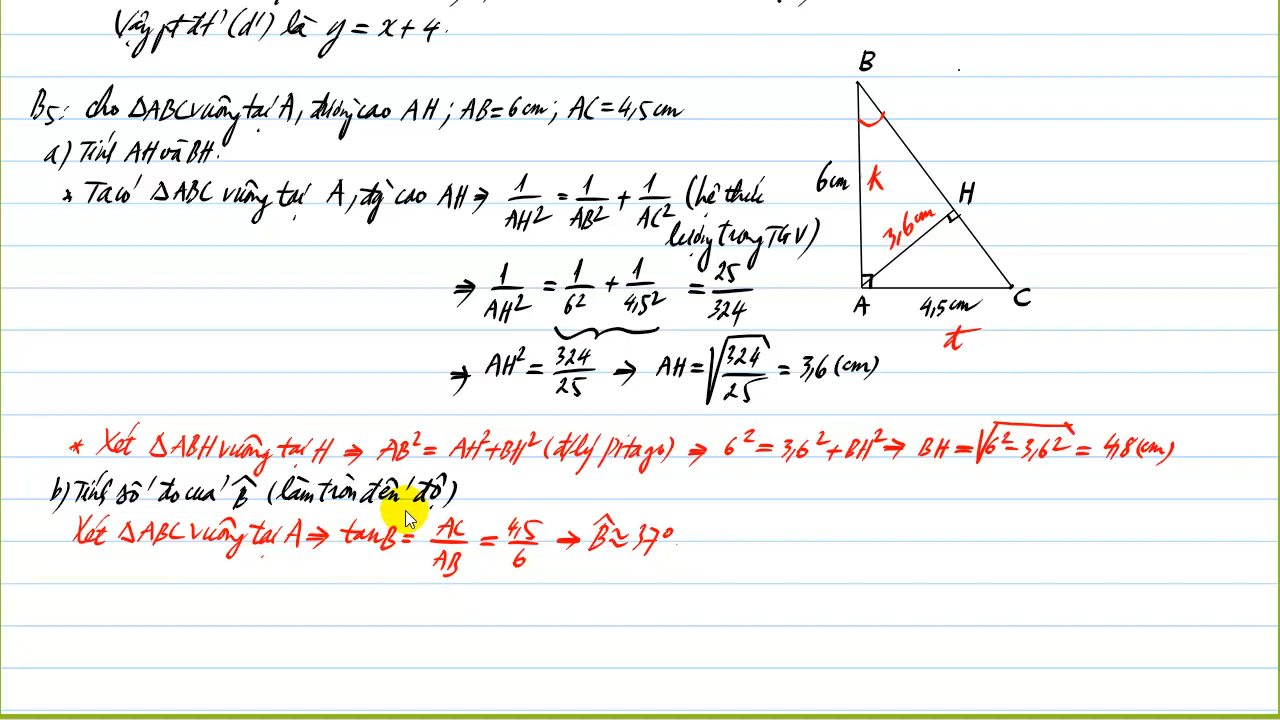 Vậy pt đt (d') là y = x + 4.
B5: cho ΔABC vuông tại A, đường cao AH; AB = 6cm; AC = 4,5cm
a) Tính AH và BH.
* Ta có ΔABC vuông tại A, đg cao AH ⇒ 1/AH² = 1/AB² + 1/AC² (hệ thức
lượng trong TGV)
⇒ 1/AH² = 1/6² + 1/4,5² = 25/324
⇒ AH² = 324/25 ⇒ AH = √(324/25) = 3,6 (cm)
* Xét ΔABH vuông tại H ⇒ AB² = AH² + BH² (đ/lý pitago) ⇒ 6² = 3,6² + BH² ⇒ BH = √(6² - 3,6²) = 4,8 (cm)
b) Tính số đo của B̂ (làm tròn đến độ)
Xét ΔABC vuông tại A ⇒ tanB = AC/AB = 4,5/6 ⇒ B̂ ≈ 37°.
B
6cm k
H
3,6cm
A 4,5cm C
đ